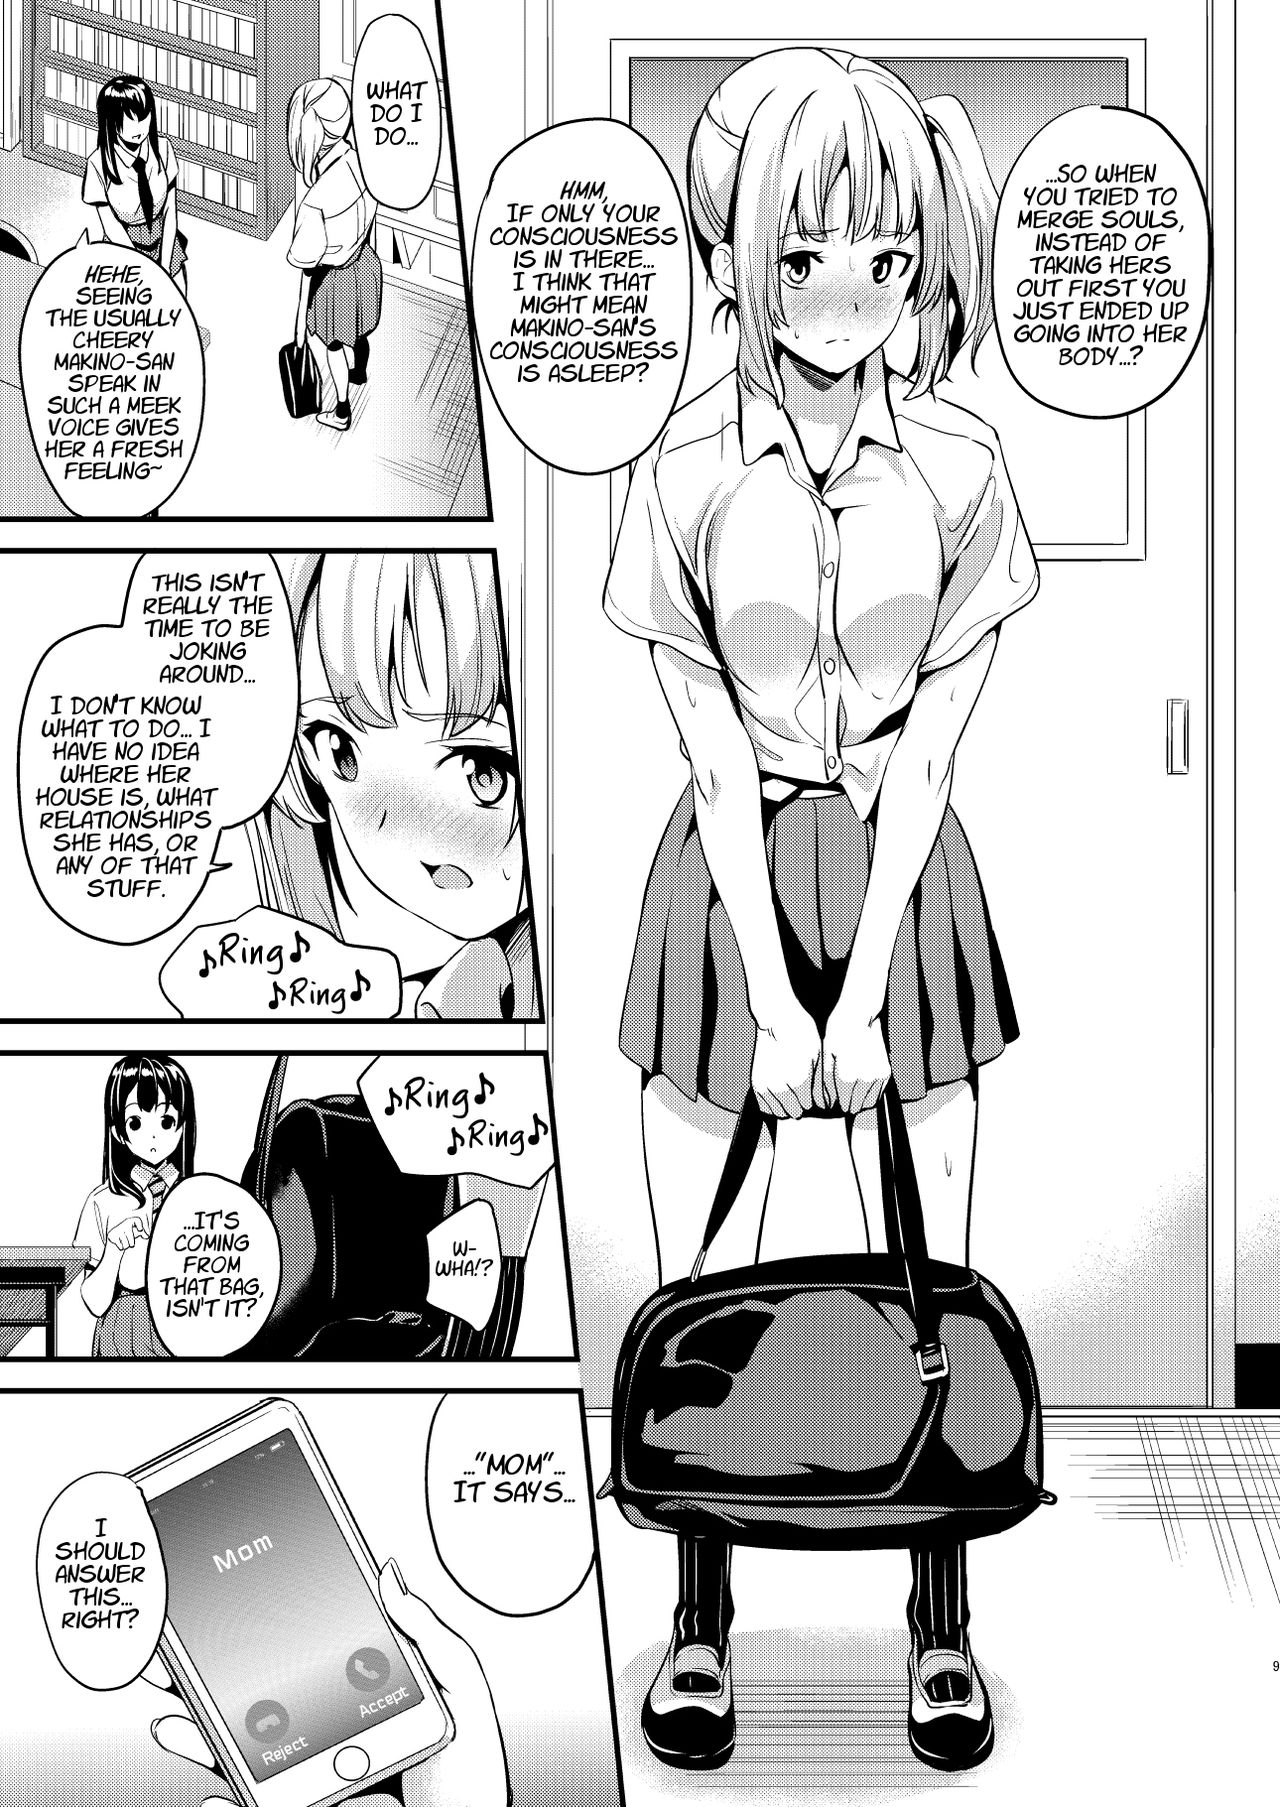 ...SO WHEN
YOU TRIED TO
MERGE SOULS,
INSTEAD OF
TAKING HERS
OUT FIRST YOU
JUST ENDED UP
GOING INTO HER
BODY...?
HMM,
IF ONLY YOUR
CONSCIOUSNESS
IS IN THERE...
I THINK THAT
MIGHT MEAN
MAKINO-SAN'S
CONSCIOUSNESS
IS ASLEEP?
WHAT
DO I
DO...
HEHE,
SEEING
THE USUALLY
CHEERY
MAKINO-SAN
SPEAK IN
SUCH A MEEK
VOICE GIVES
HER A FRESH
FEELING~
THIS ISN'T
REALLY THE
TIME TO BE
JOKING
AROUND...
I DON'T KNOW
WHAT TO DO... I
HAVE NO IDEA
WHERE HER
HOUSE IS, WHAT
RELATIONSHIPS
SHE HAS, OR
ANY OF THAT
STUFF.
♪Ring♪
♪Ring♪
♪Ring♪
♪Ring♪
W-
WHA!?
...IT'S
COMING
FROM
THAT BAG,
ISN'T IT?
..."MOM"...
IT SAYS...
Mom
Accept
Reject
I
SHOULD
ANSWER
THIS...
RIGHT?
9